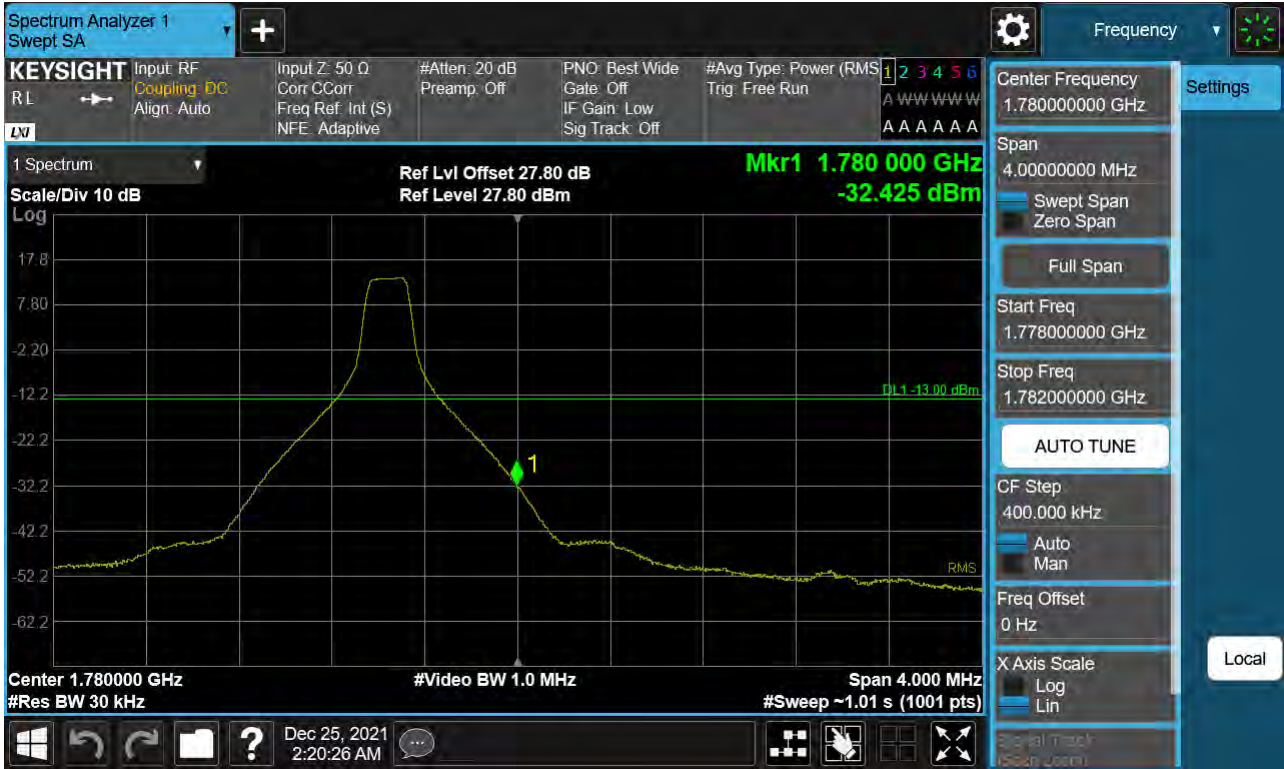 Spectrum Analyzer 1
Swept SA
Frequency
KEYSIGHT
R L
LXI
Input: RF
Coupling: DC
Align: Auto
Input Z: 50 Ω
Corr CCorr
Freq Ref: Int (S)
NFE: Adaptive
#Atten: 20 dB
Preamp: Off
PNO: Best Wide
Gate: Off
IF Gain: Low
Sig Track: Off
#Avg Type: Power (RMS
Trig: Free Run
1 2 3 4 5 6
A W W W W W
A A A A A A
1 Spectrum
Scale/Div 10 dB
Log
Ref Lvl Offset 27.80 dB
Ref Level 27.80 dBm
Mkr1 1.780 000 GHz
-32.425 dBm
17.8
7.80
-2.20
-12.2
-22.2
-32.2
-42.2
-52.2
-62.2
DL1 -13.00 dBm
1
RMS
Center 1.780000 GHz
#Res BW 30 kHz
#Video BW 1.0 MHz
Span 4.000 MHz
#Sweep ~1.01 s (1001 pts)
Center Frequency
1.780000000 GHz
Settings
Span
4.00000000 MHz
Swept Span
Zero Span
Full Span
Start Freq
1.778000000 GHz
Stop Freq
1.782000000 GHz
AUTO TUNE
CF Step
400.000 kHz
Auto
Man
Freq Offset
0 Hz
X Axis Scale
Log
Lin
Local
Signal Track
(Span Zoom)
?
Dec 25, 2021
2:20:26 AM